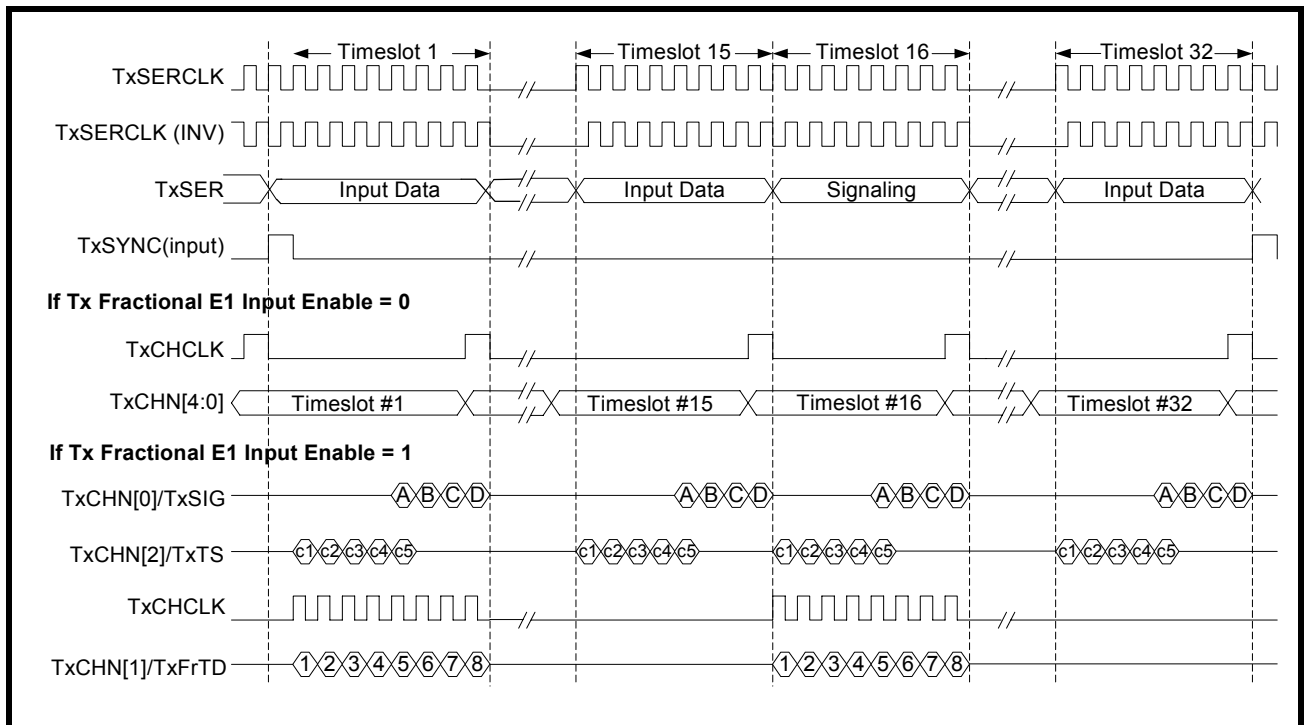 Timeslot 1 Timeslot 15 Timeslot 16 Timeslot 32
TxSERCLK
TxSERCLK (INV)
TxSER Input Data Input Data Signaling Input Data
TxSYNC(input)
If Tx Fractional E1 Input Enable = 0
TxCHCLK
TxCHN[4:0] Timeslot #1 Timeslot #15 Timeslot #16 Timeslot #32
If Tx Fractional E1 Input Enable = 1
TxCHN[0]/TxSIG A B C D A B C D A B C D A B C D
TxCHN[2]/TxTS c1 c2 c3 c4 c5 c1 c2 c3 c4 c5 c1 c2 c3 c4 c5 c1 c2 c3 c4 c5
TxCHCLK
TxCHN[1]/TxFrTD 1 2 3 4 5 6 7 8 1 2 3 4 5 6 7 8